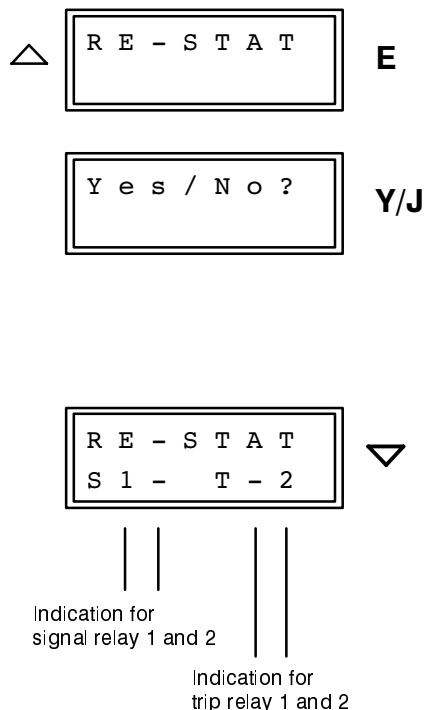 RE-STAT
E
Yes/No?
Y/J
RE-STAT
S1- T-2
Indication for
signal relay 1 and 2
Indication for
trip relay 1 and 2